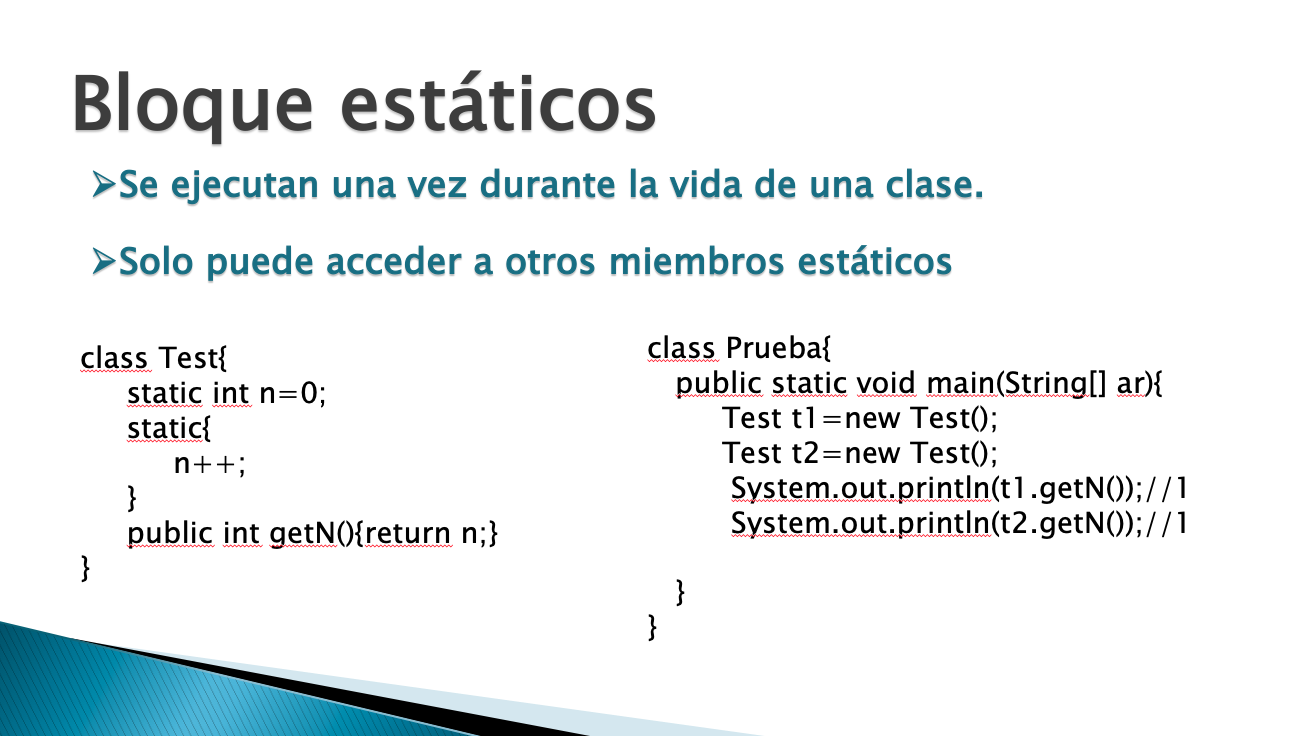 Bloque estáticos
➢Se ejecutan una vez durante la vida de una clase.
➢Solo puede acceder a otros miembros estáticos
class Test{
static int n=0;
static{
n++;
}
public int getN(){return n;}
}
class Prueba{
public static void main(String[] ar){
Test t1=new Test();
Test t2=new Test();
System.out.println(t1.getN());//1
System.out.println(t2.getN());//1
}
}